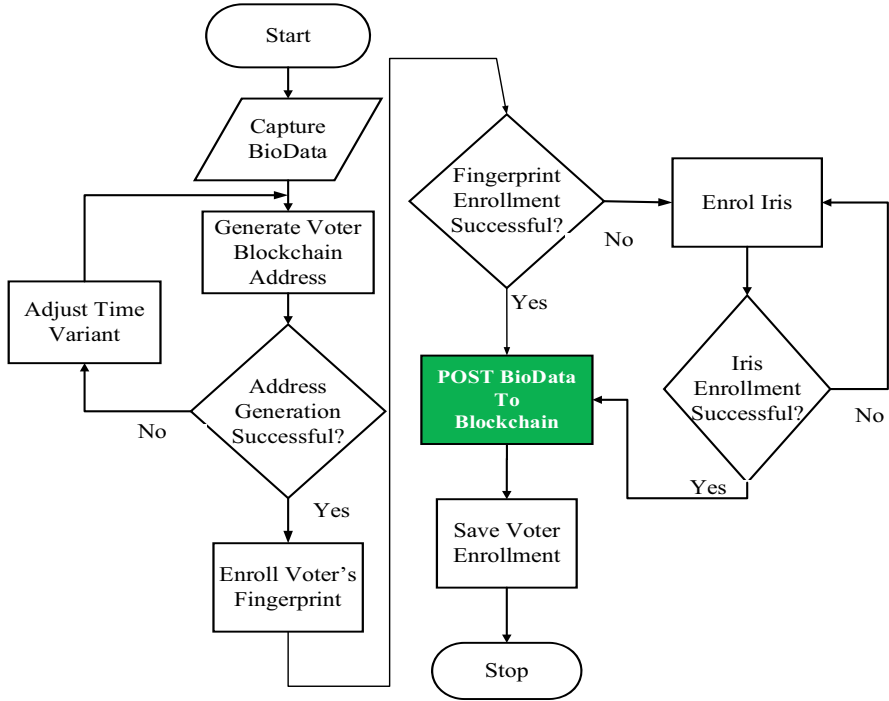 Start
Capture
BioData
Generate Voter
Blockchain
Address
Adjust Time
Variant
Address
Generation
Successful?
No
Yes
Enroll Voter's
Fingerprint
Fingerprint
Enrollment
Successful?
No
Yes
Enrol Iris
Iris
Enrollment
Successful?
No
Yes
POST BioData
To
Blockchain
Save Voter
Enrollment
Stop